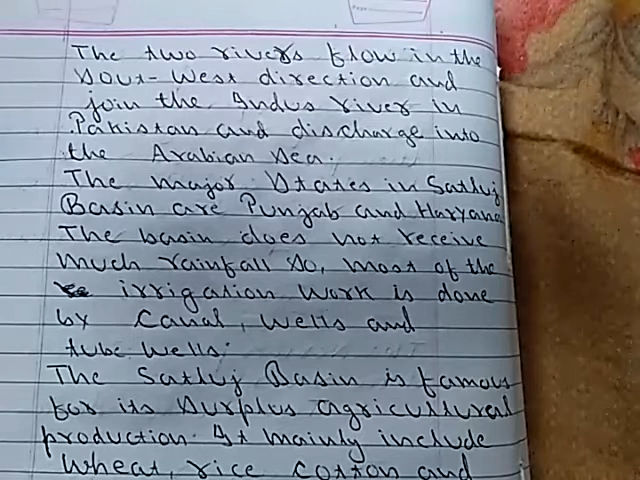 The two rivers flow in the
Sout-West direction and
join the Indus river in
Pakistan and discharge into
the Arabian Sea.
The major States in Satluj
Basin are Punjab and Haryana
The basin does not receive
much rainfall so, most of the
irrigation work is done
by Canal, Wells and
tube wells.
The Satluj Basin is famous
for its surplus agricultural
production. It mainly include
Wheat, rice cotton and